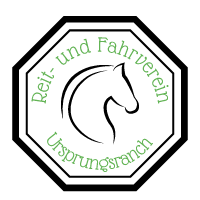 Reit- und Fahrverein
Ursprungsranch